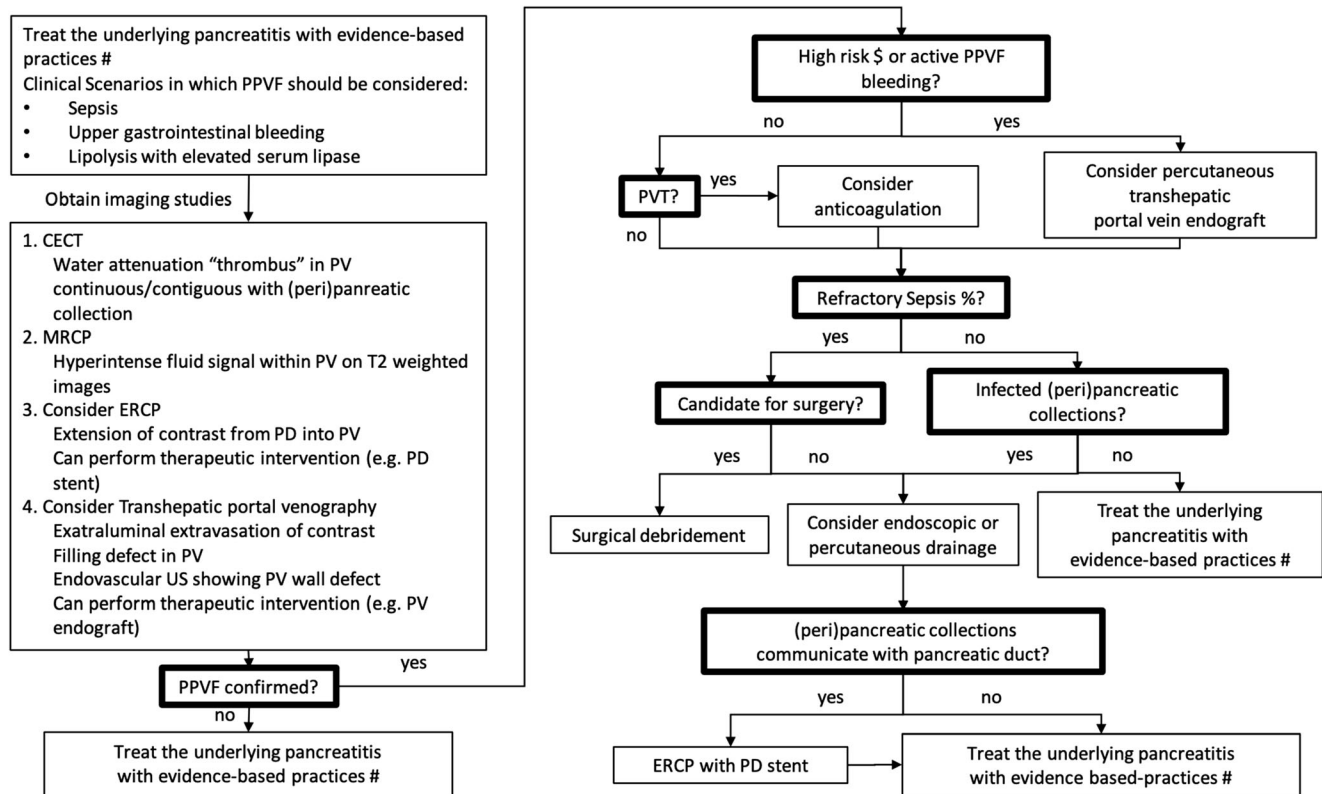 Treat the underlying pancreatitis with evidence-based
practices #
Clinical Scenarios in which PPVF should be considered:
• Sepsis
• Upper gastrointestinal bleeding
• Lipolysis with elevated serum lipase
Obtain imaging studies
1. CECT
Water attenuation “thrombus” in PV
continuous/contiguous with (peri)panreatic
collection
2. MRCP
Hyperintense fluid signal within PV on T2 weighted
images
3. Consider ERCP
Extension of contrast from PD into PV
Can perform therapeutic intervention (e.g. PD
stent)
4. Consider Transhepatic portal venography
Exatraluminal extravasation of contrast
Filling defect in PV
Endovascular US showing PV wall defect
Can perform therapeutic intervention (e.g. PV
endograft)
PPVF confirmed?
yes
no
Treat the underlying pancreatitis
with evidence-based practices #
High risk $ or active PPVF
bleeding?
no
yes
PVT?
yes
no
Consider
anticoagulation
Consider percutaneous
transhepatic
portal vein endograft
Refractory Sepsis %?
yes
no
Candidate for surgery?
Infected (peri)pancreatic
collections?
yes
no
yes
no
Surgical debridement
Consider endoscopic or
percutaneous drainage
Treat the underlying
pancreatitis with
evidence-based practices #
(peri)pancreatic collections
communicate with pancreatic duct?
yes
no
ERCP with PD stent
Treat the underlying pancreatitis
with evidence based-practices #